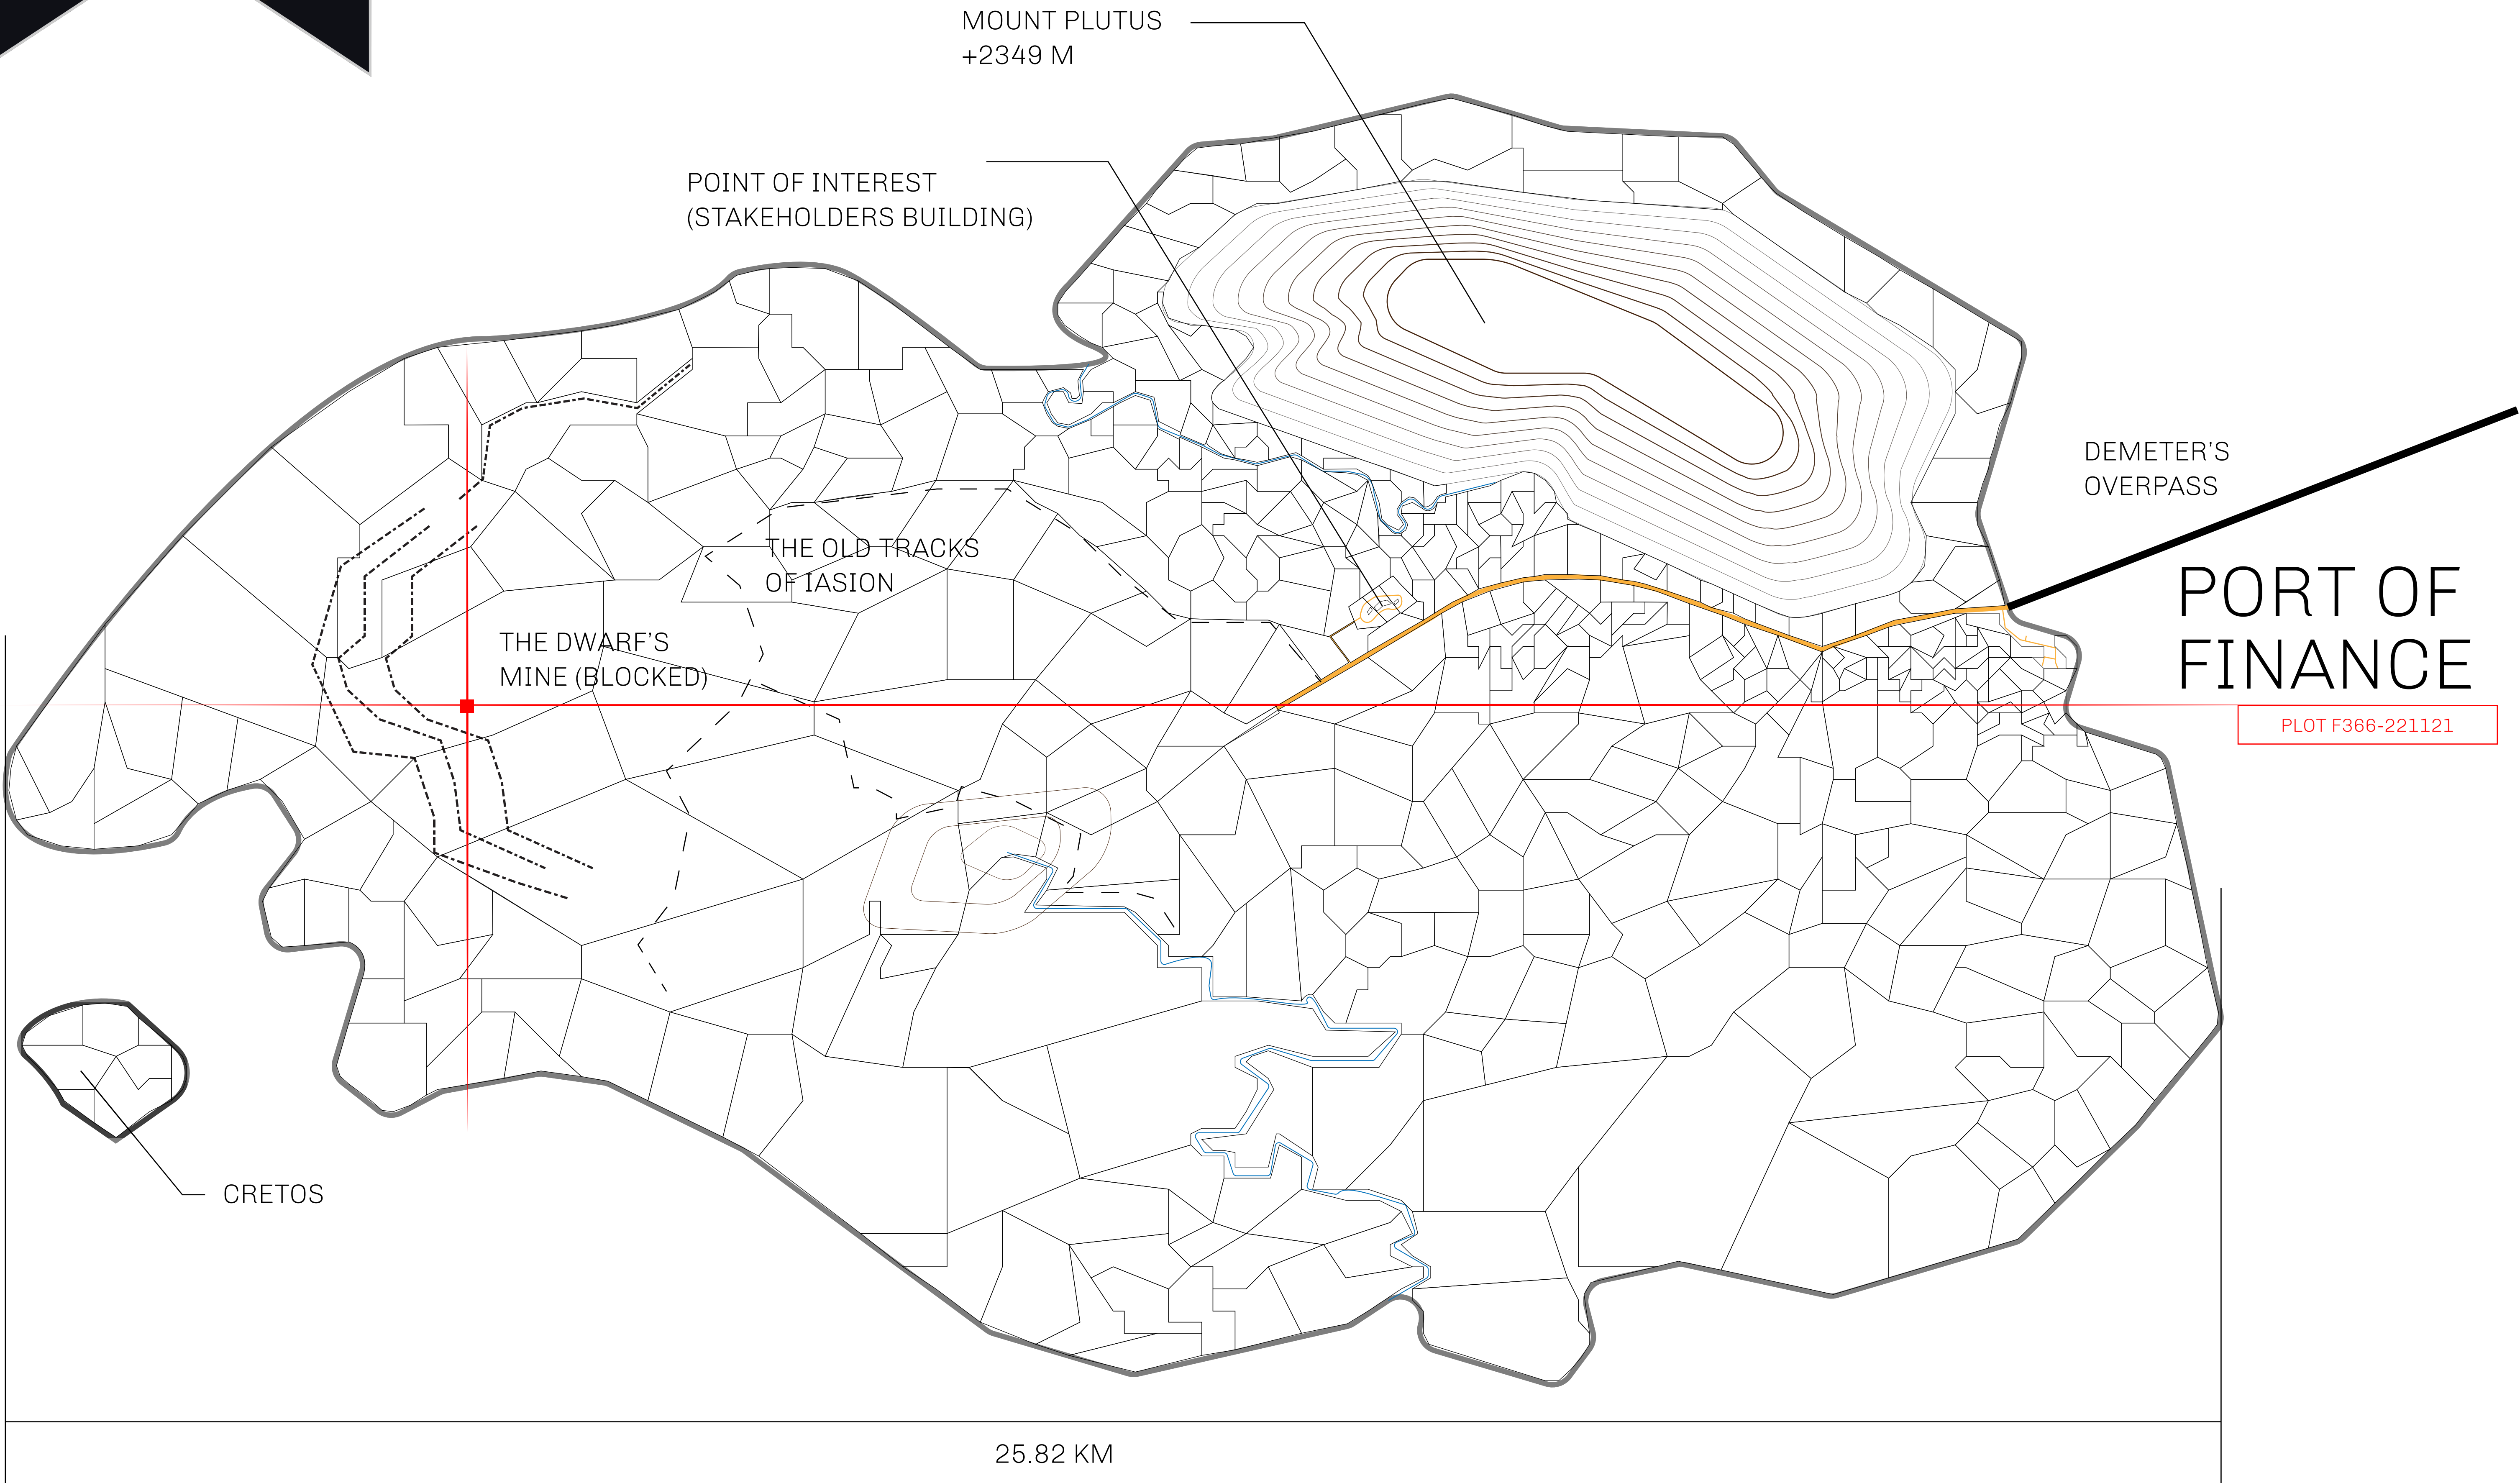 MOUNT PLUTUS
+2349 M
POINT OF INTEREST
(STAKEHOLDERS BUILDING)
DEMETER'S
OVERPASS
THE OLD TRACKS
OF IASION
PORT OF
FINANCE
THE DWARF'S
MINE (BLOCKED)
PLOT F366-221121
CRETOS
25.82 KM